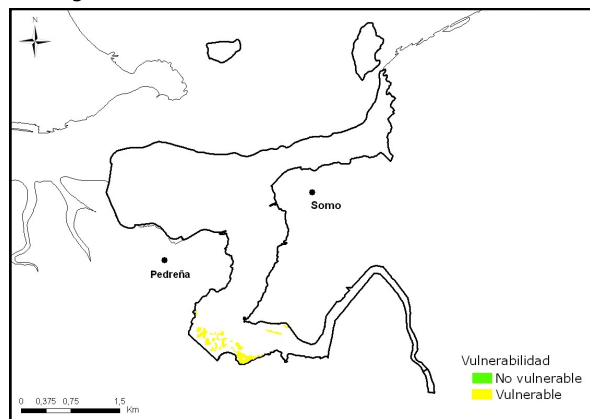 N
Somo
Pedreña
Vulnerabilidad
No vulnerable
Vulnerable
0 0,375 0,75 1,5
Km